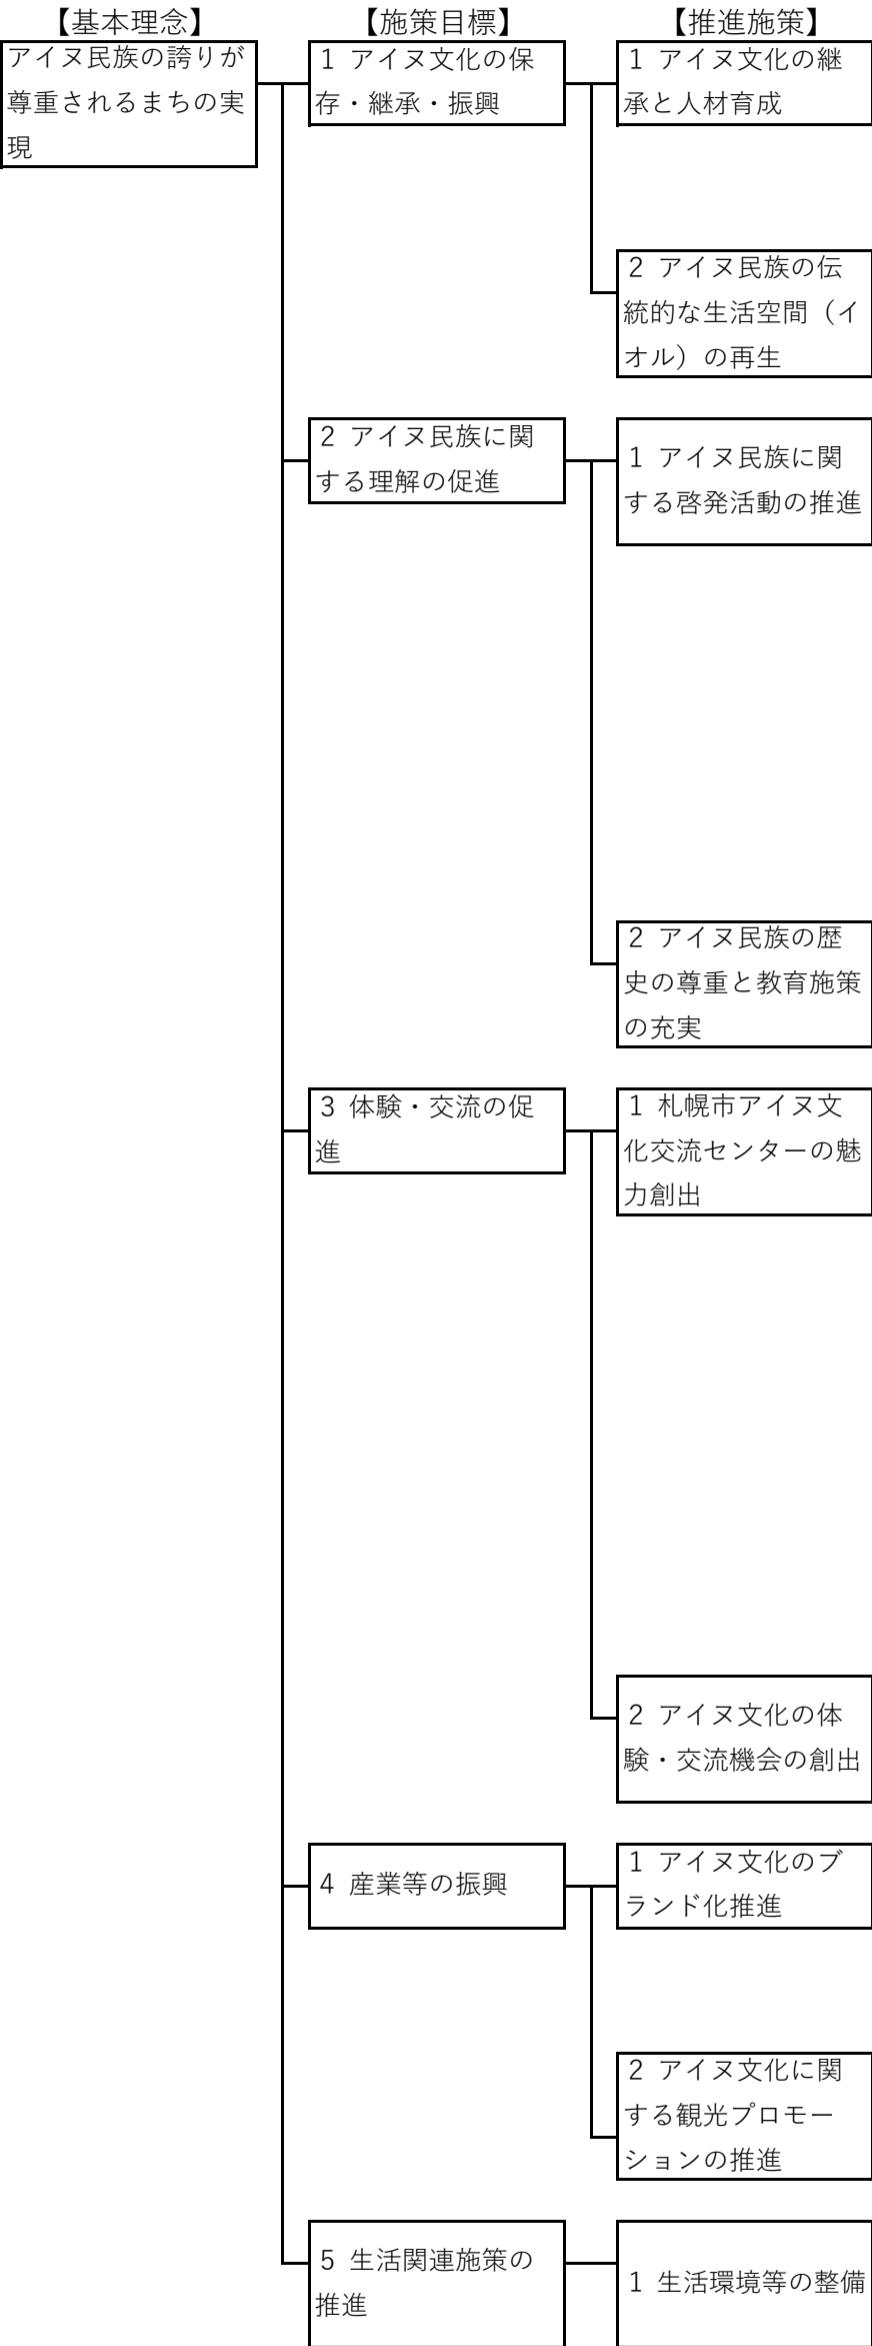 【基本理念】
【施策目標】
【推進施策】
アイヌ民族の誇りが
尊重されるまちの実
現
1 アイヌ文化の保
存・継承・振興
1 アイヌ文化の継
承と人材育成
2 アイヌ民族の伝
統的な生活空間（イ
オル）の再生
2 アイヌ民族に関
する理解の促進
1 アイヌ民族に関
する啓発活動の推進
2 アイヌ民族の歴
史の尊重と教育施策
の充実
3 体験・交流の促
進
1 札幌市アイヌ文
化交流センターの魅
力創出
2 アイヌ文化の体
験・交流機会の創出
4 産業等の振興
1 アイヌ文化のブ
ランド化推進
2 アイヌ文化に関
する観光プロモー
ションの推進
5 生活関連施策の
推進
1 生活環境等の整備